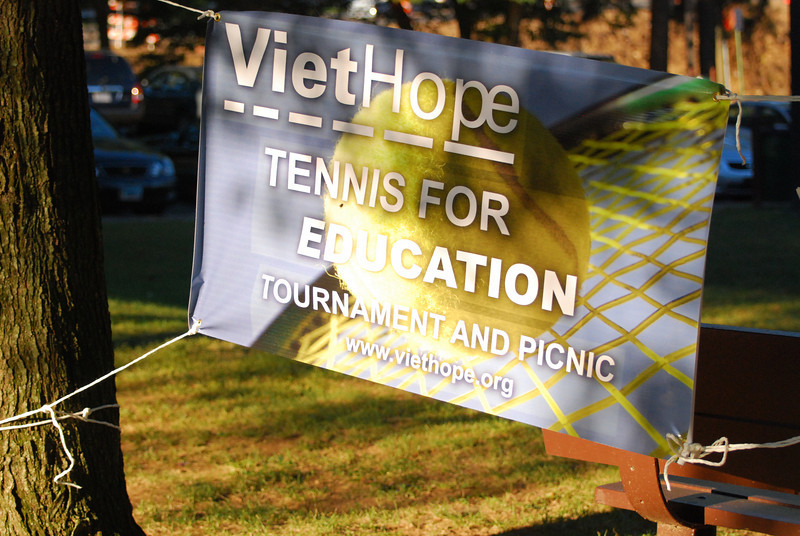 VietHope
TENNIS FOR
EDUCATION
TOURNAMENT AND PICNIC
www.viethope.org